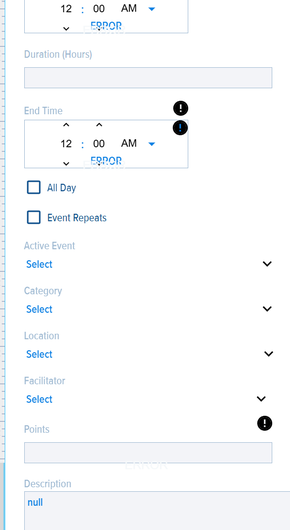 12 : 00 AM
ERROR
Duration (Hours)
End Time
12 : 00 AM
ERROR
All Day
Event Repeats
Active Event
Select
Category
Select
Location
Select
Facilitator
Select
Points
ERROR
Description
null